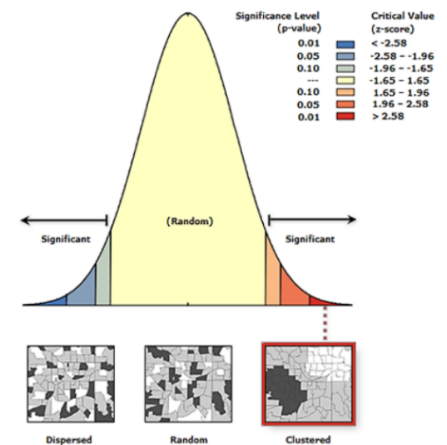 Significance Level Critical Value
(p-value) (z-score)
0.01 < -2.58
0.05 -2.58 – -1.96
0.10 -1.96 – -1.65
--- -1.65 – 1.65
0.10 1.65 – 1.96
0.05 1.96 – 2.58
0.01 > 2.58
(Random)
Significant Significant
Dispersed Random Clustered